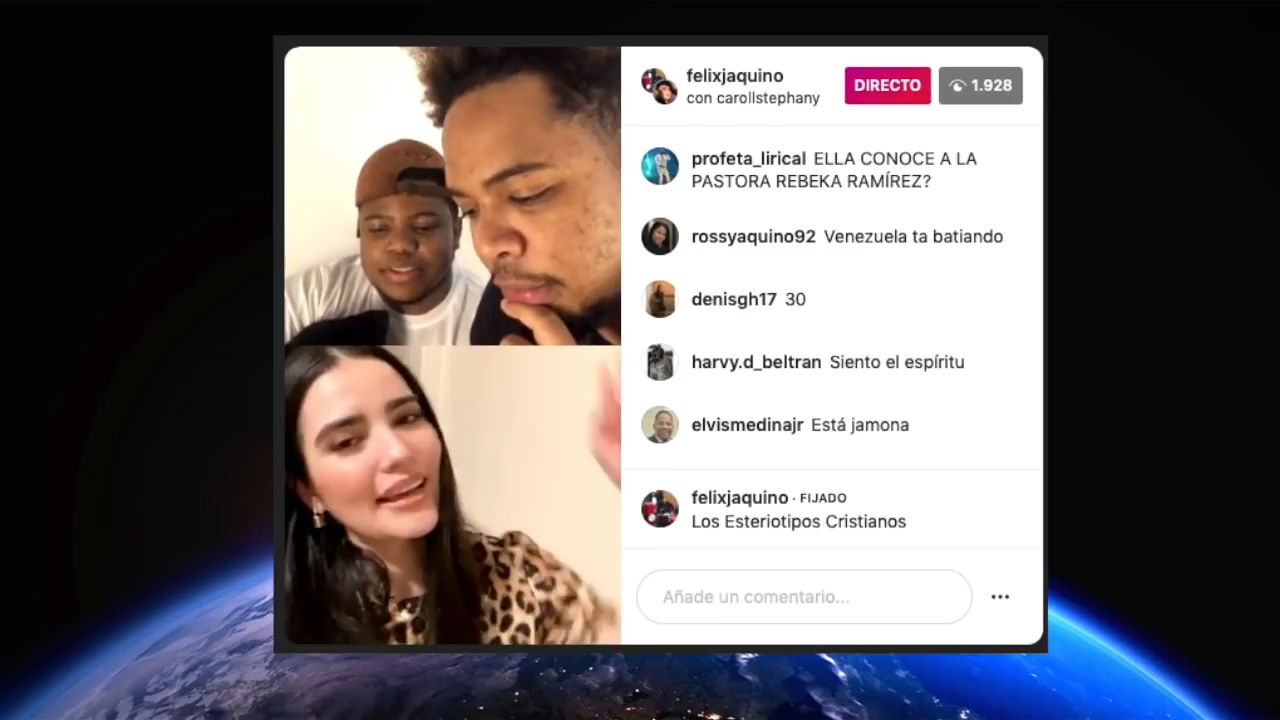 felixjaquino
con carollstephany
DIRECTO
1.928
profeta_lirical ELLA CONOCE A LA
PASTORA REBEKA RAMÍREZ?
rossyaquino92 Venezuela ta batiando
denisgh17 30
harvy.d_beltran Siento el espíritu
elvismedinajr Está jamona
felixjaquino · FIJADO
Los Esteriotipos Cristianos
Añade un comentario...